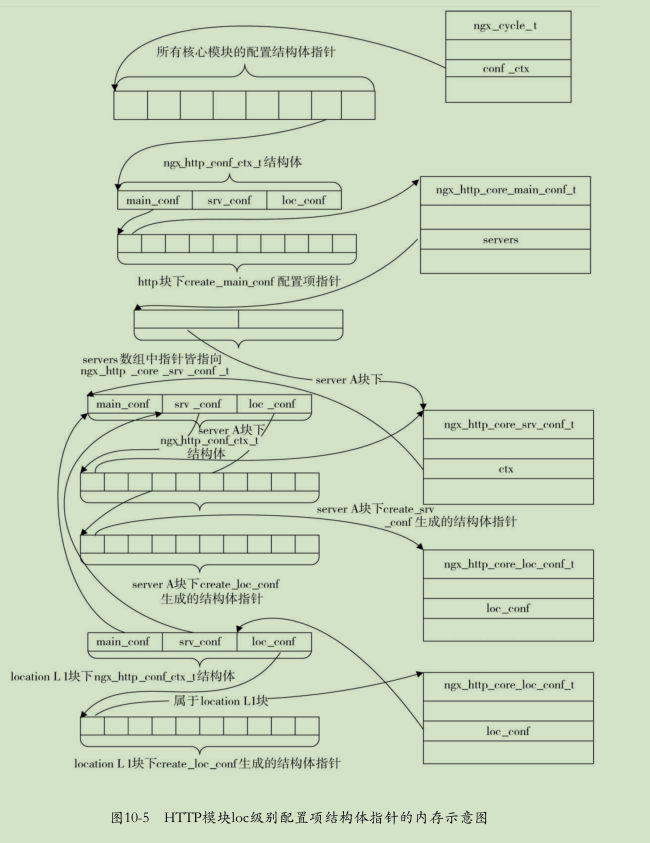 ngx_cycle_t
conf _ctx
所有核心模块的配置结构体指针
ngx_http_conf_ctx_t结构体
main_conf
srv_conf
loc_conf
ngx_http_core_main_conf_t
servers
http块下create_main_conf 配置项指针
servers数组中指针皆指向
ngx_http _core _srv _conf _t
server A块下
main_conf
srv _conf
loc _conf
server A块下
ngx_http_conf_ctx_t
结构体
ngx_http_core_srv_conf_t
ctx
server A块下create_srv
_conf 生成的结构体指针
server A块下create_loc_conf
生成的结构体指针
ngx_http_core_loc_conf_t
loc_conf
main_conf
srv_conf
loc_conf
location L1块下ngx_http_conf_ctx_t结构体
属于location L1块
ngx_http_core_loc_conf_t
loc_conf
location L1块下create_loc_conf生成的结构体指针
图10-5 HTTP模块loc级别配置项结构体指针的内存示意图